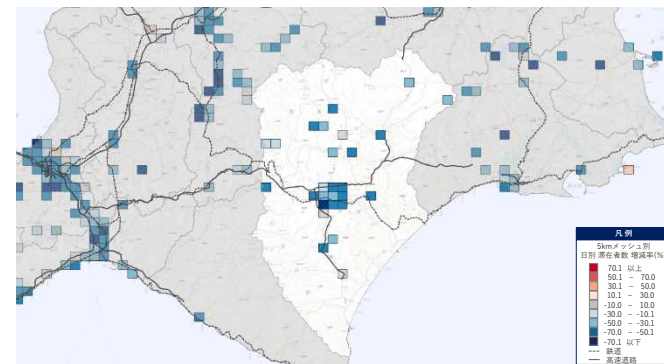 凡例
5kmメッシュ別
日別 滞在者数 増減率(%
70.1 以上
50.1 － 70.0
30.1 － 50.0
10.1 － 30.0
-10.0 － 10.0
-30.0 － -10.1
-50.0 － -30.1
-70.0 － -50.1
-70.1 以下
鉄道
高速道路